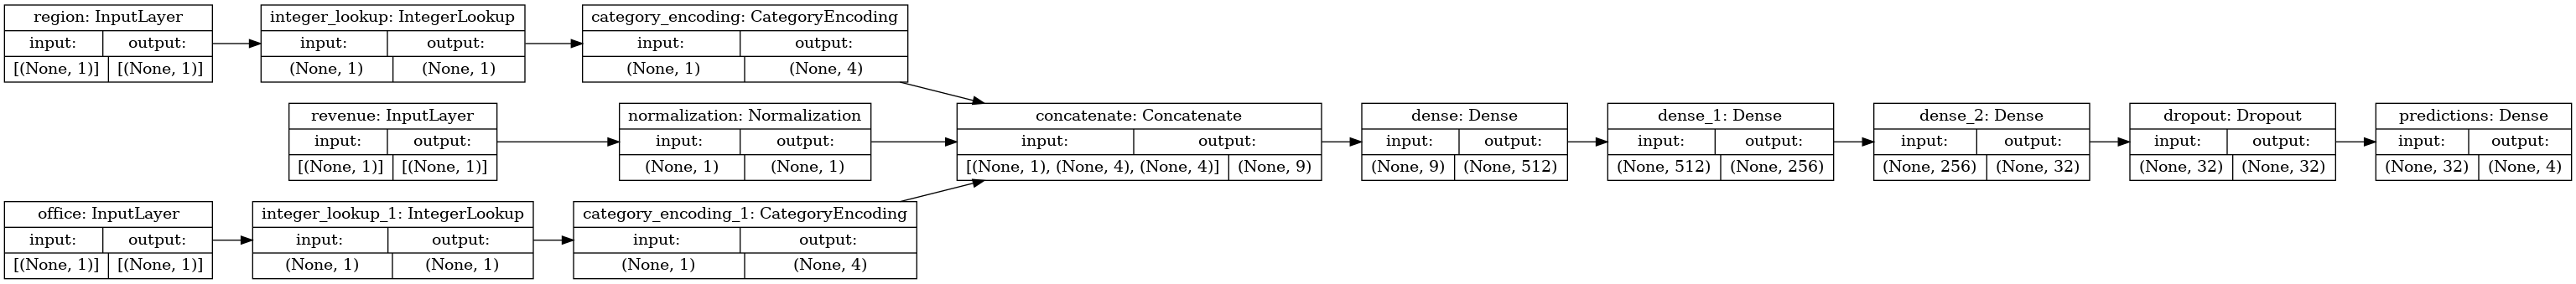 region: InputLayer
input: output:
[(None, 1)] [(None, 1)]
integer_lookup: IntegerLookup
input: output:
(None, 1) (None, 1)
category_encoding: CategoryEncoding
input: output:
(None, 1) (None, 4)
revenue: InputLayer
input: output:
[(None, 1)] [(None, 1)]
normalization: Normalization
input: output:
(None, 1) (None, 1)
concatenate: Concatenate
input: output:
[(None, 1), (None, 4), (None, 4)] (None, 9)
dense: Dense
input: output:
(None, 9) (None, 512)
dense_1: Dense
input: output:
(None, 512) (None, 256)
dense_2: Dense
input: output:
(None, 256) (None, 32)
dropout: Dropout
input: output:
(None, 32) (None, 32)
predictions: Dense
input: output:
(None, 32) (None, 4)
office: InputLayer
input: output:
[(None, 1)] [(None, 1)]
integer_lookup_1: IntegerLookup
input: output:
(None, 1) (None, 1)
category_encoding_1: CategoryEncoding
input: output:
(None, 1) (None, 4)